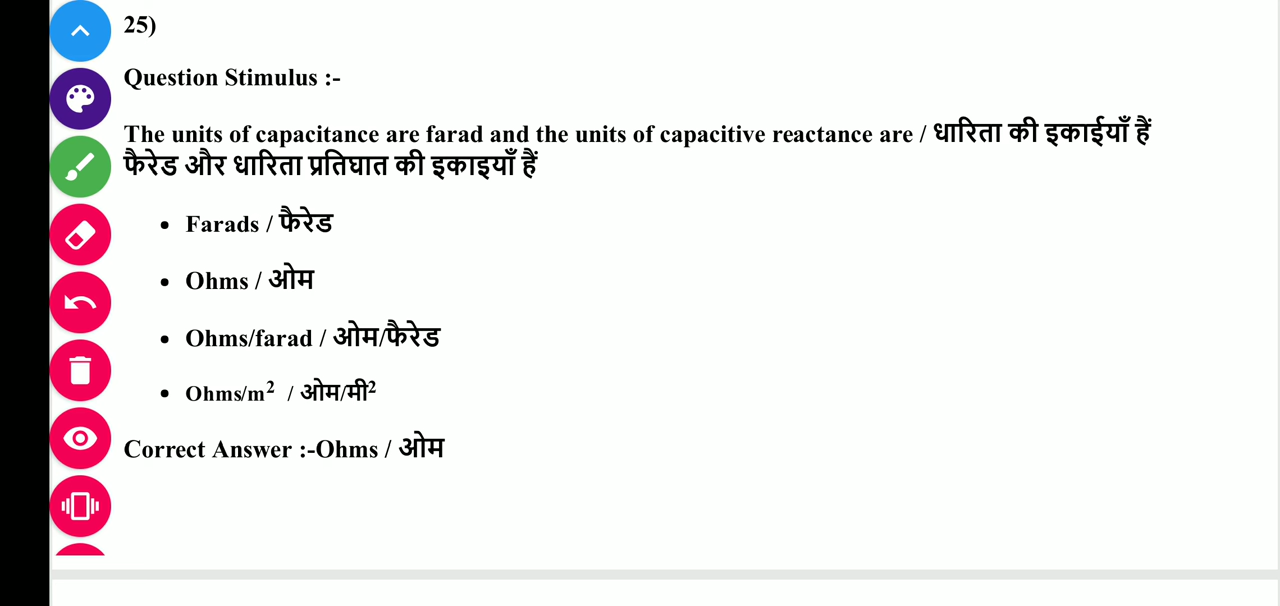 25)
Question Stimulus :-
The units of capacitance are farad and the units of capacitive reactance are / धारिता की इकाईयाँ हैं
फैरेड और धारिता प्रतिघात की इकाइयाँ हैं
• Farads / फैरेड
• Ohms / ओम
• Ohms/farad / ओम/फैरेड
• Ohms/m² / ओम/मी²
Correct Answer :-Ohms / ओम